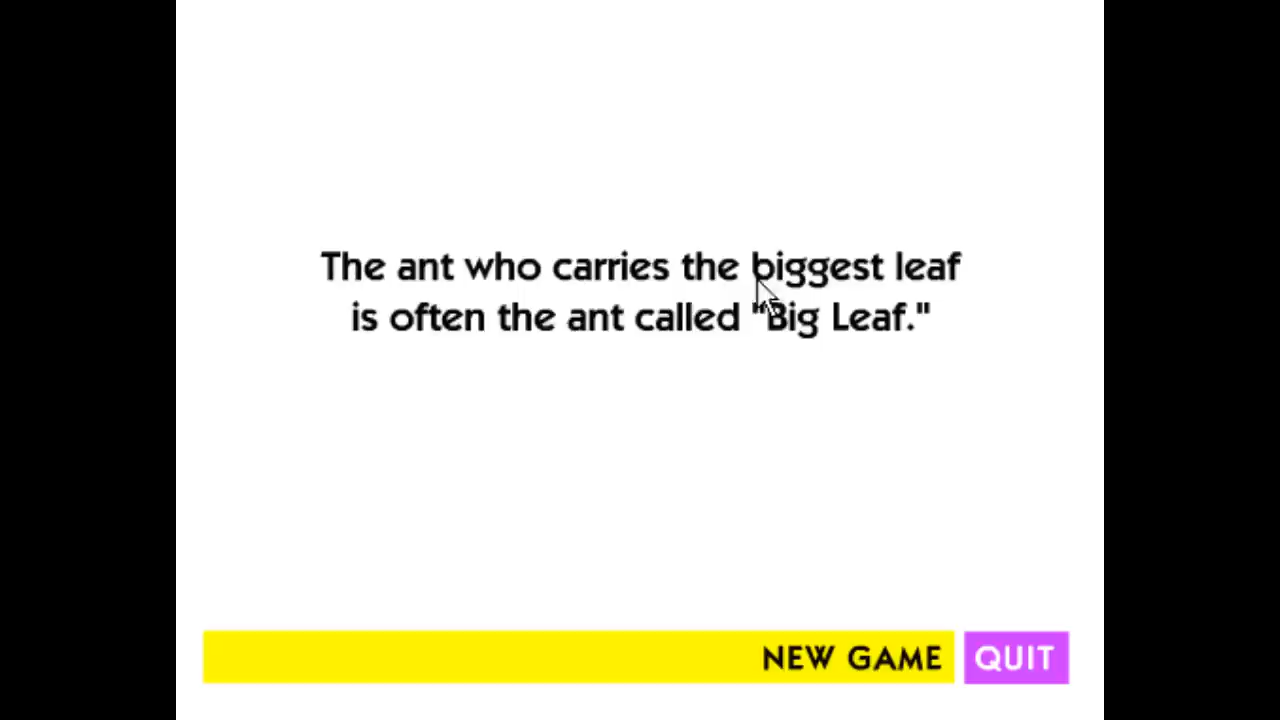 The ant who carries the biggest leaf
is often the ant called "Big Leaf."
NEW GAME
QUIT